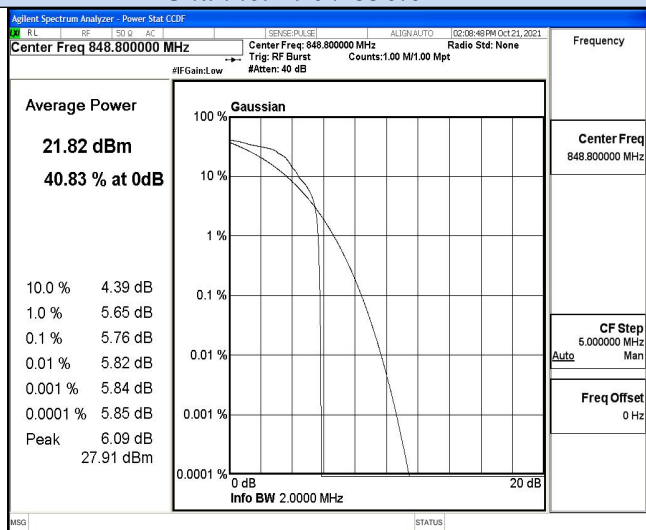 Agilent Spectrum Analyzer - Power Stat CCDF
LXI RL RF 50 Ω AC SENSE:PULSE ALIGN AUTO 02:08:48 PM Oct 21, 2021
Center Freq 848.800000 MHz
Center Freq: 848.800000 MHz Radio Std: None
Trig: RF Burst Counts:1.00 M/1.00 Mpt
#IFGain:Low #Atten: 40 dB
Frequency
Average Power
21.82 dBm
40.83 % at 0dB
10.0 % 4.39 dB
1.0 % 5.65 dB
0.1 % 5.76 dB
0.01 % 5.82 dB
0.001 % 5.84 dB
0.0001 % 5.85 dB
Peak 6.09 dB
27.91 dBm
Gaussian
100 %
10 %
1 %
0.1 %
0.01 %
0.001 %
0.0001 %
0 dB 20 dB
Info BW 2.0000 MHz
Center Freq
848.800000 MHz
CF Step
5.000000 MHz
Auto Man
Freq Offset
0 Hz
MSG STATUS